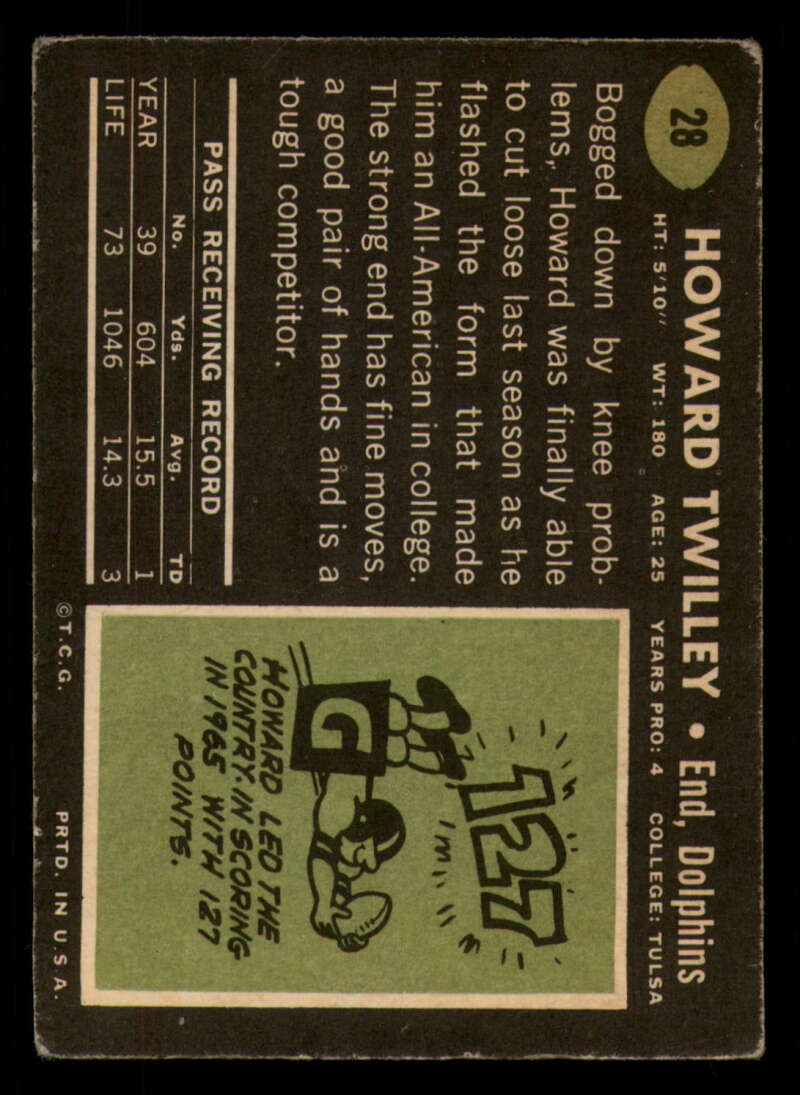 28
HOWARD TWILLEY • End, Dolphins
HT: 5'10" WT: 180 AGE: 25 YEARS PRO: 4 COLLEGE: TULSA
Bogged down by knee prob-
lems, Howard was finally able
to cut loose last season as he
flashed the form that made
him an All-American in college.
The strong end has fine moves,
a good pair of hands and is a
tough competitor.
PASS RECEIVING RECORD
No. Yds. Avg. TD
YEAR 39 604 15.5 1
LIFE 73 1046 14.3 3
127
I'M
G
HOWARD LED THE
COUNTRY IN SCORING
IN 1965 WITH 127
POINTS.
©T.C.G. PRTD. IN U.S.A.